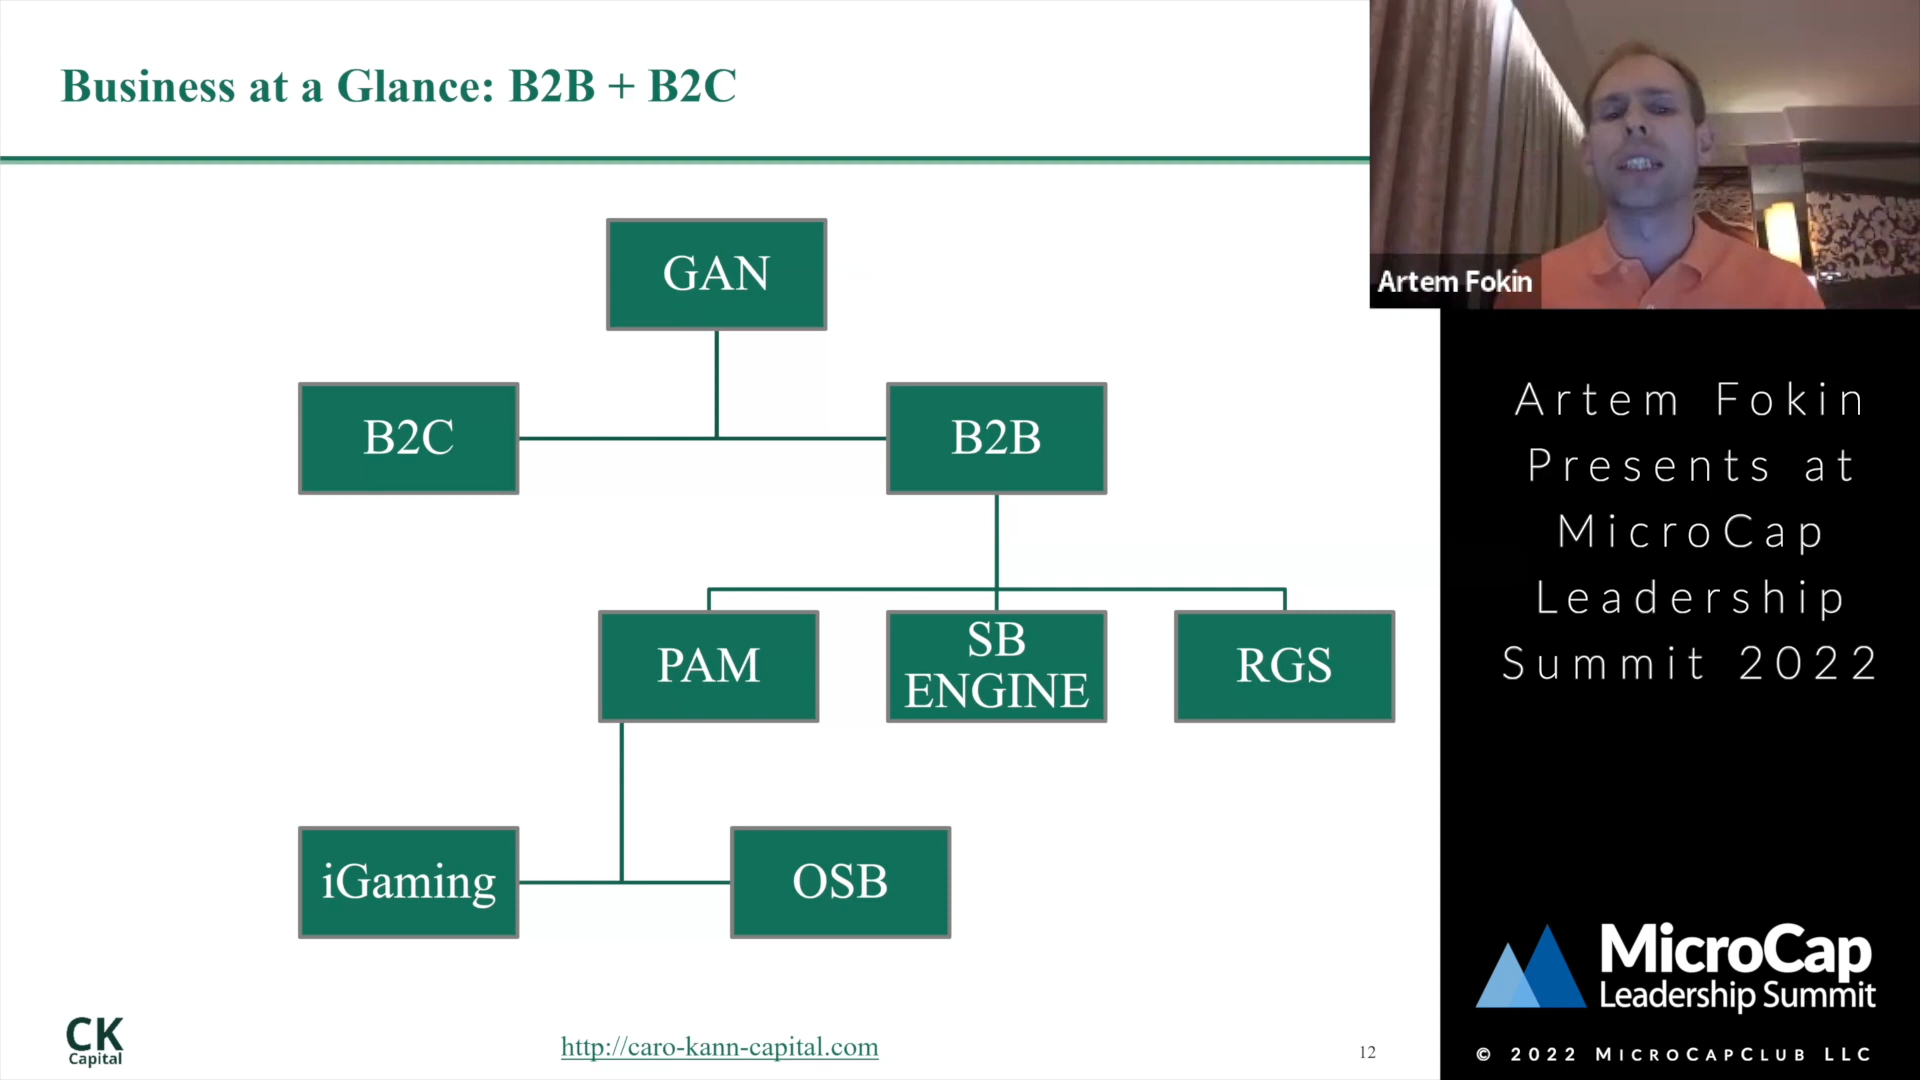 Business at a Glance: B2B + B2C
GAN
B2C
B2B
PAM
SB
ENGINE
RGS
iGaming
OSB
CK
Capital
http://caro-kann-capital.com
12
Artem Fokin
Artem Fokin
Presents at
MicroCap
Leadership
Summit 2022
MicroCap
Leadership Summit
© 2022 MICROCAPCLUB LLC